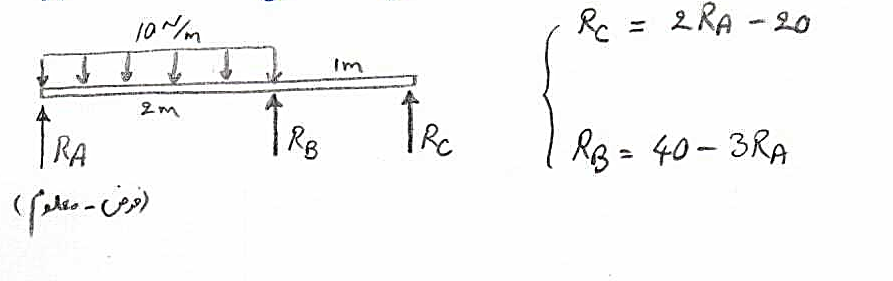 10 N/m
1m
2m
RA
RB
RC
(فرض - معلوم)
RC = 2RA - 20
RB = 40 - 3RA